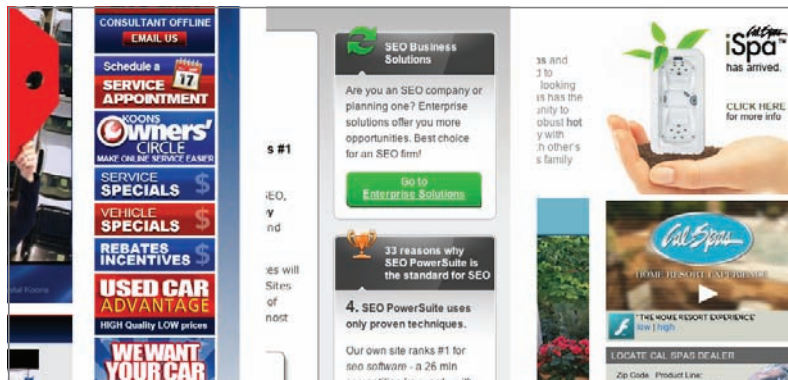 CONSULTANT OFFLINE
EMAIL US
Schedule a
17
SERVICE
APPOINTMENT
KOONS
Owners'
CIRCLE
MAKE ONLINE SERVICE EASIER
SERVICE
SPECIALS $
VEHICLE
SPECIALS $
REBATES
INCENTIVES $
USED CAR
ADVANTAGE
HIGH Quality LOW prices
WE WANT
YOUR CAR
Koons
s #1
SEO,
nd
es will
Sites
of
most
SEO Business
Solutions
Are you an SEO company or
planning one? Enterprise
solutions offer you more
opportunities. Best choice
for an SEO firm!
Go to
Enterprise Solutions
33 reasons why
SEO PowerSuite is
the standard for SEO
4. SEO PowerSuite uses
only proven techniques.
Our own site ranks #1 for
seo software - a 26 min
and
d to
looking
as has the
unity to
obust hot
y with
h other's
s family
Cal Spas
iSpa™
has arrived.
CLICK HERE
for more info
Cal Spas
HOME RESORT EXPERIENCE
"THE HOME RESORT EXPERIENCE"
low | high
LOCATE CAL SPAS DEALER
Zip Code Product Line: